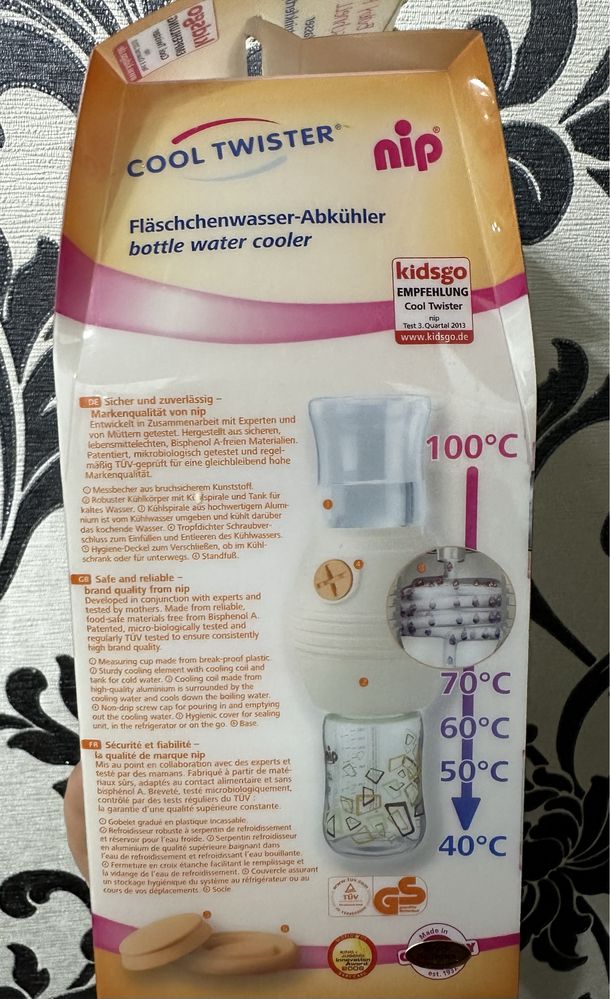 kidsgo
COOL TWISTER®
nip®
Fläschchenwasser-Abkühler
bottle water cooler
kidsgo
EMPFEHLUNG
Cool Twister
nip
Test 3. Quartal 2013
www.kidsgo.de
DE Sicher und zuverlässig –
Markenqualität von nip
Entwickelt in Zusammenarbeit mit Experten und
von Müttern getestet. Hergestellt aus sicheren,
lebensmittelechten, Bisphenol A-freien Materialien.
Patentiert, mikrobiologisch getestet und regel-
mäßig TÜV-geprüft für eine gleichbleibend hohe
Markenqualität.
① Messbecher aus bruchsicherem Kunststoff.
② Robuster Kühlkörper mit Kühlspirale und Tank für
kaltes Wasser. ③ Kühlspirale aus hochwertigem Alumi-
nium ist vom Kühlwasser umgeben und kühlt darüber
das kochende Wasser. ④ Tropfdichter Schraubver-
schluss zum Einfüllen und Entleeren des Kühlwassers.
⑤ Hygiene-Deckel zum Verschließen, ob im Kühl-
schrank oder für unterwegs. ⑥ Standfuß.
GB Safe and reliable –
brand quality from nip
Developed in conjunction with experts and
tested by mothers. Made from reliable,
food-safe materials free from Bisphenol A.
Patented, micro-biologically tested and
regularly TÜV tested to ensure consistently
high brand quality.
① Measuring cup made from break-proof plastic.
② Sturdy cooling element with cooling coil and
tank for cold water. ③ Cooling coil made from
high-quality aluminium is surrounded by the
cooling water and cools down the boiling water.
④ Non-drip screw cap for pouring in and emptying
out the cooling water. ⑤ Hygienic cover for sealing
unit, in the refrigerator or on the go. ⑥ Base.
FR Sécurité et fiabilité –
la qualité de marque nip
Mis au point en collaboration avec des experts et
testé par des mamans. Fabriqué à partir de maté-
riaux sûrs, adaptés au contact alimentaire et sans
bisphénol A. Breveté, testé microbiologiquement,
contrôlé par des tests réguliers du TÜV :
la garantie d'une qualité supérieure constante.
① Gobelet gradué en plastique incassable.
② Refroidisseur robuste à serpentin de refroidissement
et réservoir pour l'eau froide. ③ Serpentin refroidisseur
en aluminium de qualité supérieure baignant dans
l'eau de refroidissement et refroidissant l'eau bouillante.
④ Fermeture en croix étanche facilitant le remplissage et
la vidange de l'eau de refroidissement. ⑤ Couvercle assurant
un stockage hygiénique du système au réfrigérateur ou au
cours de vos déplacements. ⑥ Socle.
100°C
70°C
60°C
50°C
40°C
TÜV
GS
Innovation
Award
2008
Made in
est. 193